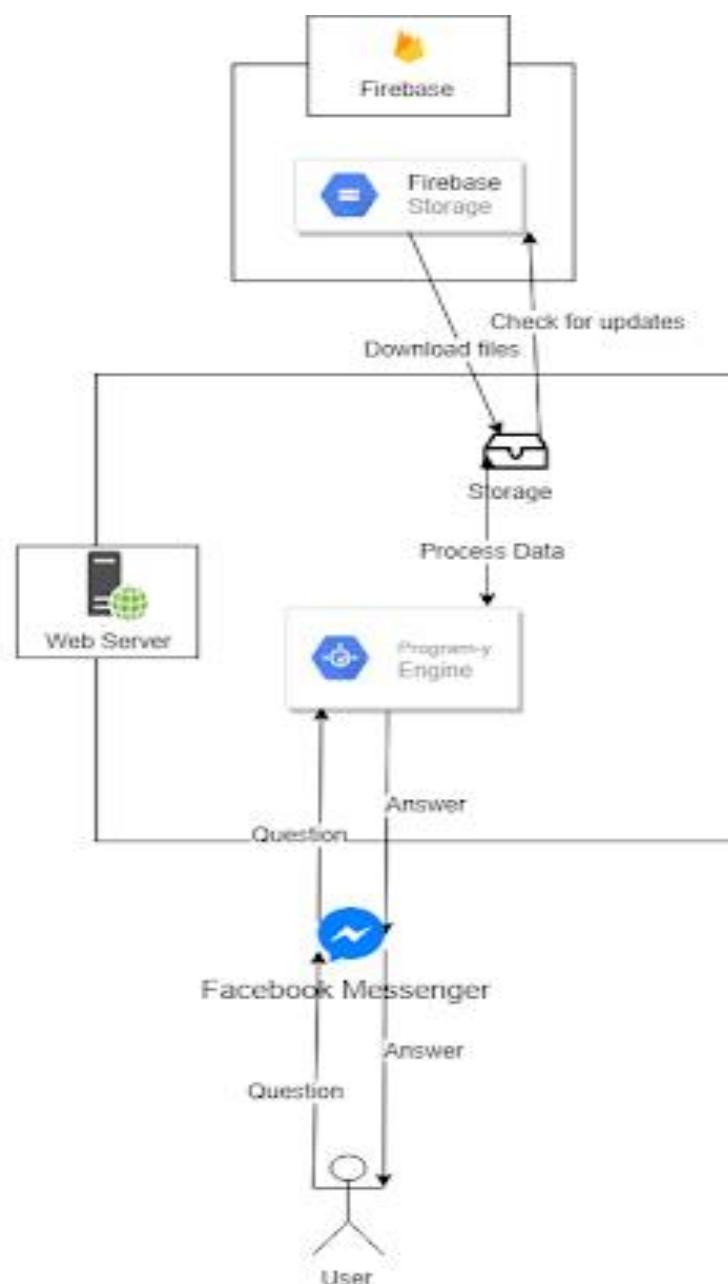 Firebase
Firebase
Storage
Check for updates
Download files
Storage
Process Data
Web Server
Program-y
Engine
Answer
Question
Facebook Messenger
Answer
Question
User